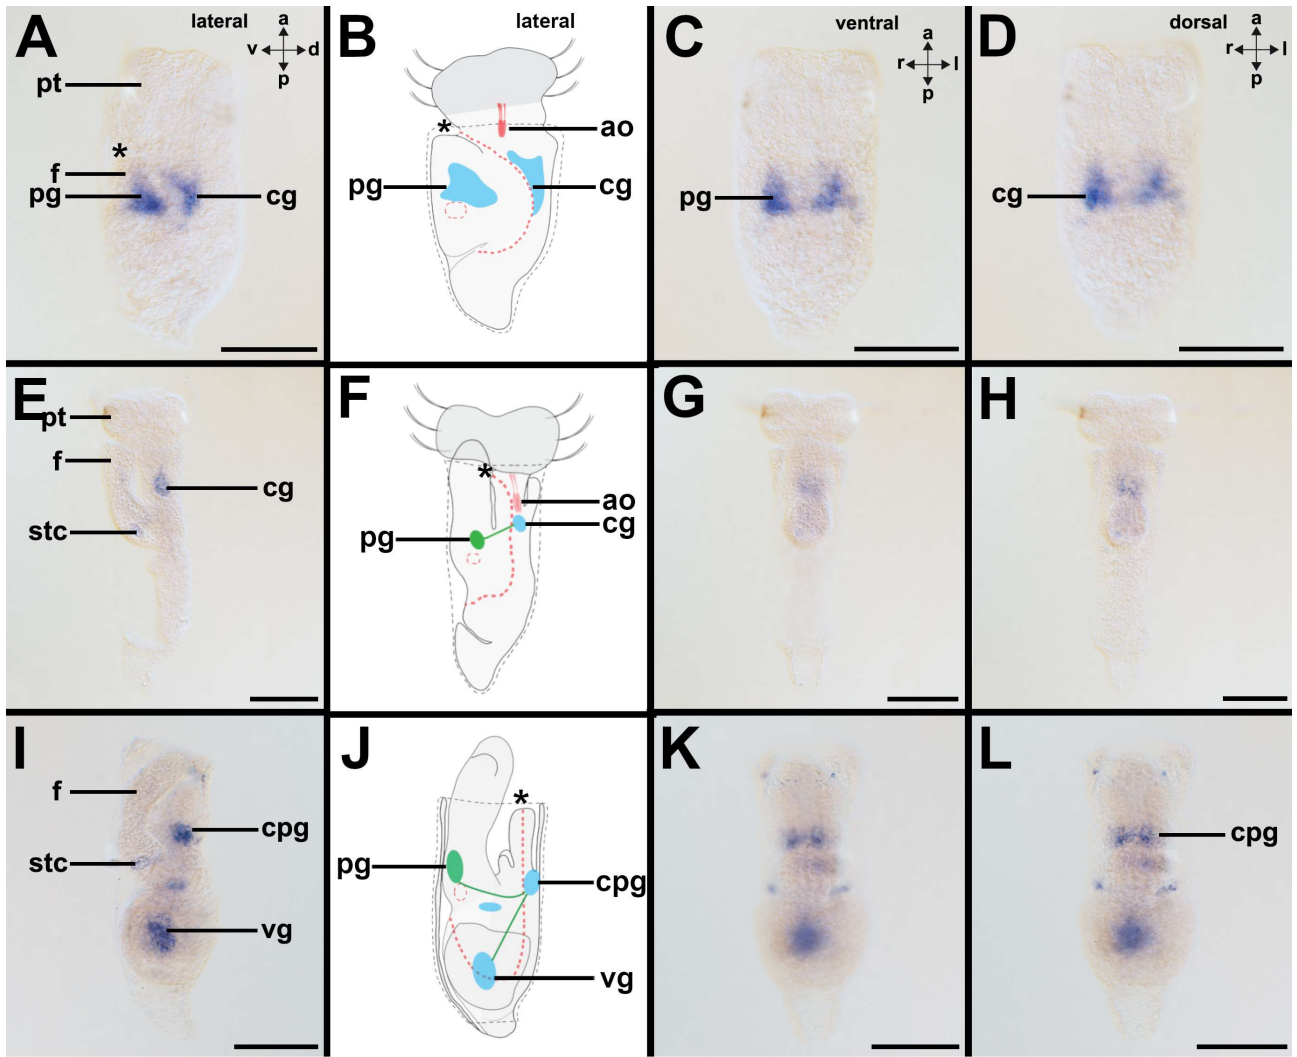 A
lateral
a
v
d
p
pt
*
f
pg
cg
B
lateral
*
ao
pg
cg
C
ventral
a
r
l
p
pg
D
dorsal
a
r
l
p
cg
E
pt
f
cg
stc
F
*
ao
cg
pg
G
H
I
f
cpg
stc
vg
J
*
pg
cpg
vg
K
L
cpg